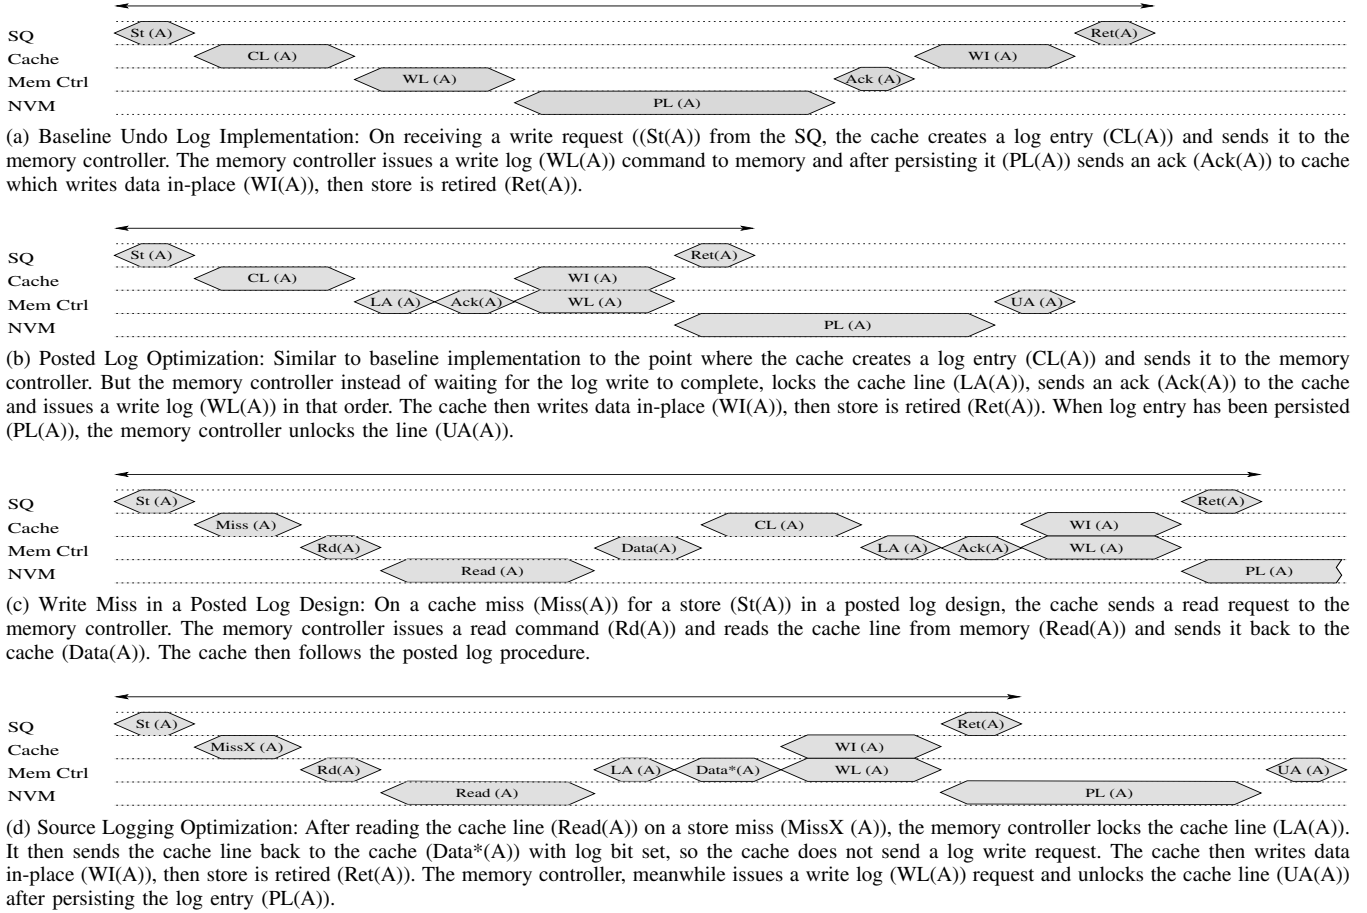 SQ St (A) Ret(A)
Cache CL (A) WI (A)
Mem Ctrl WL (A) Ack (A)
NVM PL (A)
(a) Baseline Undo Log Implementation: On receiving a write request ((St(A)) from the SQ, the cache creates a log entry (CL(A)) and sends it to the
memory controller. The memory controller issues a write log (WL(A)) command to memory and after persisting it (PL(A)) sends an ack (Ack(A)) to cache
which writes data in-place (WI(A)), then store is retired (Ret(A)).
SQ St (A) Ret(A)
Cache CL (A) WI (A)
Mem Ctrl LA (A) Ack(A) WL (A) UA (A)
NVM PL (A)
(b) Posted Log Optimization: Similar to baseline implementation to the point where the cache creates a log entry (CL(A)) and sends it to the memory
controller. But the memory controller instead of waiting for the log write to complete, locks the cache line (LA(A)), sends an ack (Ack(A)) to the cache
and issues a write log (WL(A)) in that order. The cache then writes data in-place (WI(A)), then store is retired (Ret(A)). When log entry has been persisted
(PL(A)), the memory controller unlocks the line (UA(A)).
SQ St (A) Ret(A)
Cache Miss (A) CL (A) WI (A)
Mem Ctrl Rd(A) Data(A) LA (A) Ack(A) WL (A)
NVM Read (A) PL (A)
(c) Write Miss in a Posted Log Design: On a cache miss (Miss(A)) for a store (St(A)) in a posted log design, the cache sends a read request to the
memory controller. The memory controller issues a read command (Rd(A)) and reads the cache line from memory (Read(A)) and sends it back to the
cache (Data(A)). The cache then follows the posted log procedure.
SQ St (A) Ret(A)
Cache MissX (A) WI (A)
Mem Ctrl Rd(A) LA (A) Data*(A) WL (A) UA (A)
NVM Read (A) PL (A)
(d) Source Logging Optimization: After reading the cache line (Read(A)) on a store miss (MissX (A)), the memory controller locks the cache line (LA(A)).
It then sends the cache line back to the cache (Data*(A)) with log bit set, so the cache does not send a log write request. The cache then writes data
in-place (WI(A)), then store is retired (Ret(A)). The memory controller, meanwhile issues a write log (WL(A)) request and unlocks the cache line (UA(A))
after persisting the log entry (PL(A)).